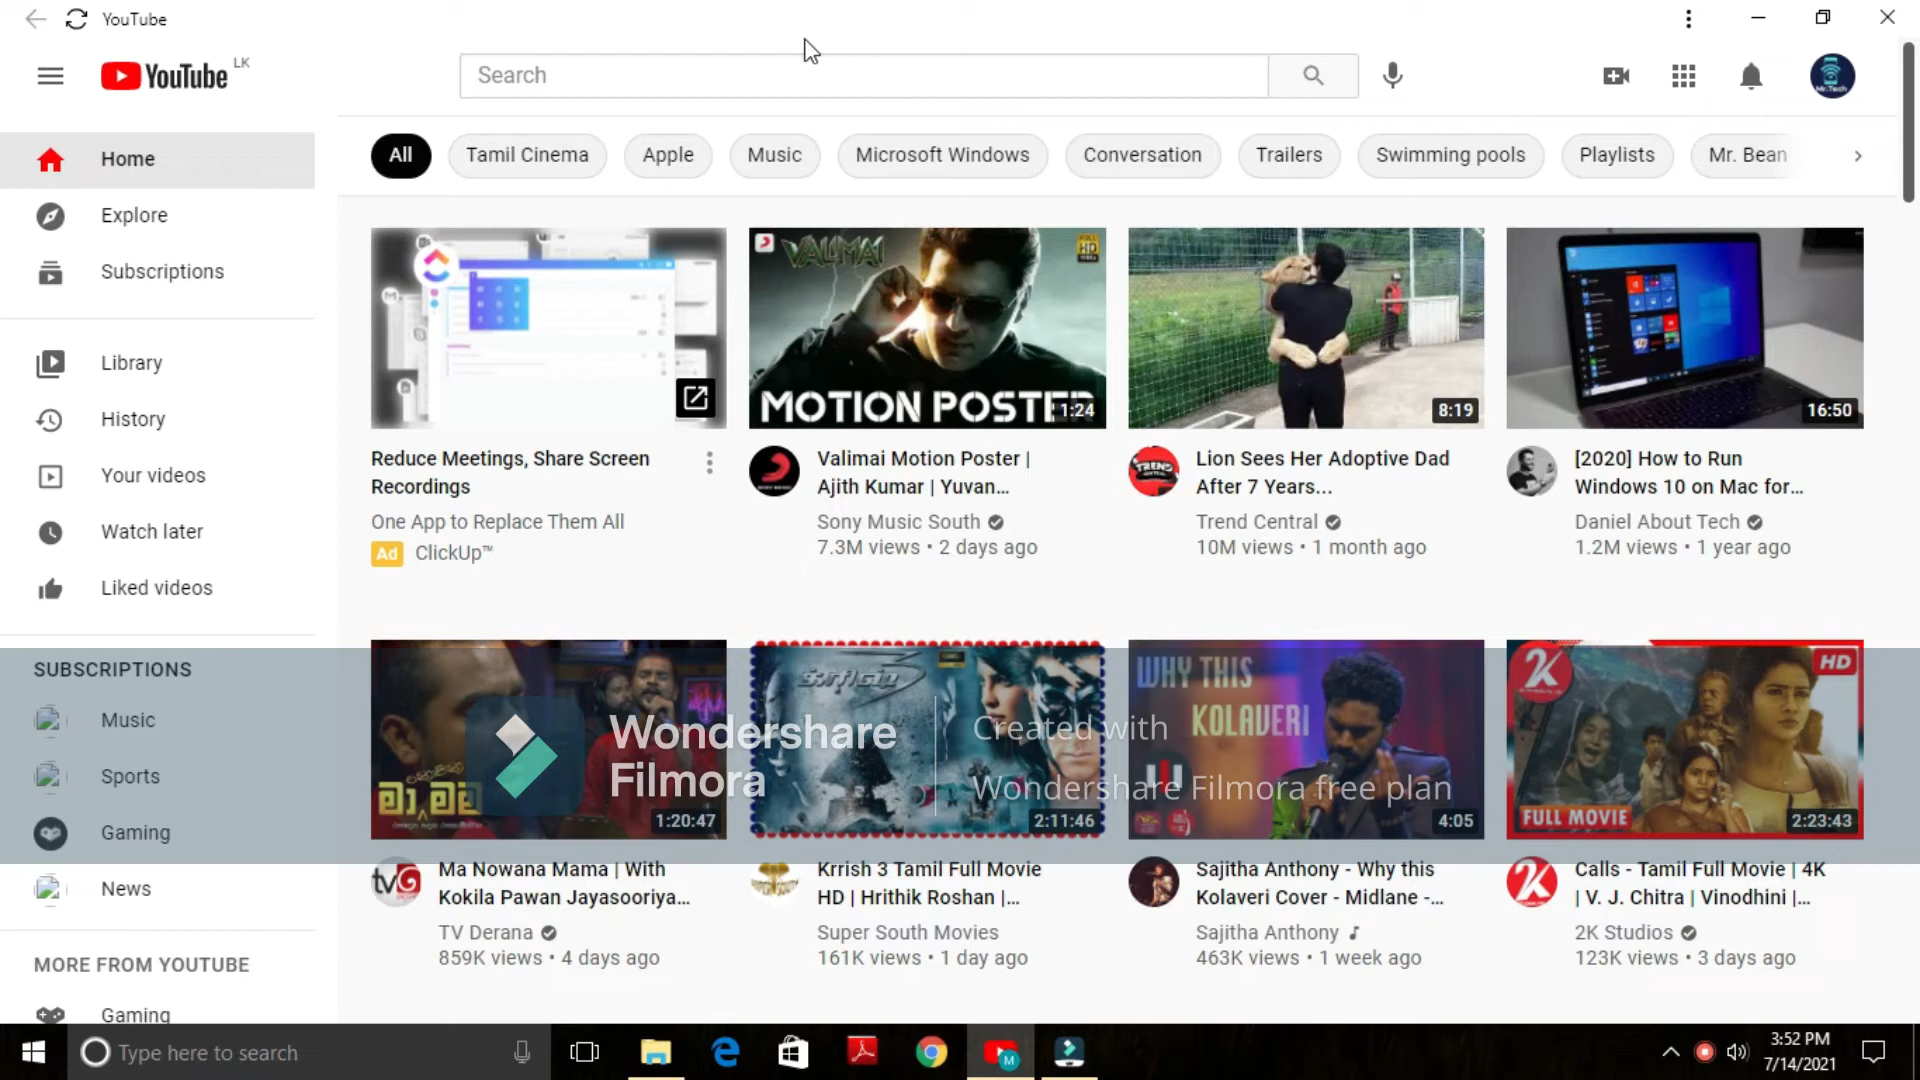 YouTube
YouTube LK
Search
Mr.Tech
Home
Explore
Subscriptions
Library
History
Your videos
Watch later
Liked videos
SUBSCRIPTIONS
Music
Sports
Gaming
News
MORE FROM YOUTUBE
Gaming
All
Tamil Cinema
Apple
Music
Microsoft Windows
Conversation
Trailers
Swimming pools
Playlists
Mr. Bean
VALIMAI
FULL HD
MOTION POSTER
1:24
8:19
16:50
Reduce Meetings, Share Screen
Recordings
One App to Replace Them All
Ad ClickUp™
Valimai Motion Poster |
Ajith Kumar | Yuvan...
Sony Music South
7.3M views • 2 days ago
TREND
Lion Sees Her Adoptive Dad
After 7 Years...
Trend Central
10M views • 1 month ago
[2020] How to Run
Windows 10 on Mac for...
Daniel About Tech
1.2M views • 1 year ago
1:20:47
2:11:46
WHY THIS
KOLAVERI
4:05
2K
HD
FULL MOVIE
2:23:43
Wondershare
Filmora
Created with
Wondershare Filmora free plan
tv
Ma Nowana Mama | With
Kokila Pawan Jayasooriya...
TV Derana
859K views • 4 days ago
Krrish 3 Tamil Full Movie
HD | Hrithik Roshan |...
Super South Movies
161K views • 1 day ago
Sajitha Anthony - Why this
Kolaveri Cover - Midlane -...
Sajitha Anthony
463K views • 1 week ago
2K
Calls - Tamil Full Movie | 4K
| V. J. Chitra | Vinodhini |...
2K Studios
123K views • 3 days ago
Type here to search
M
3:52 PM
7/14/2021